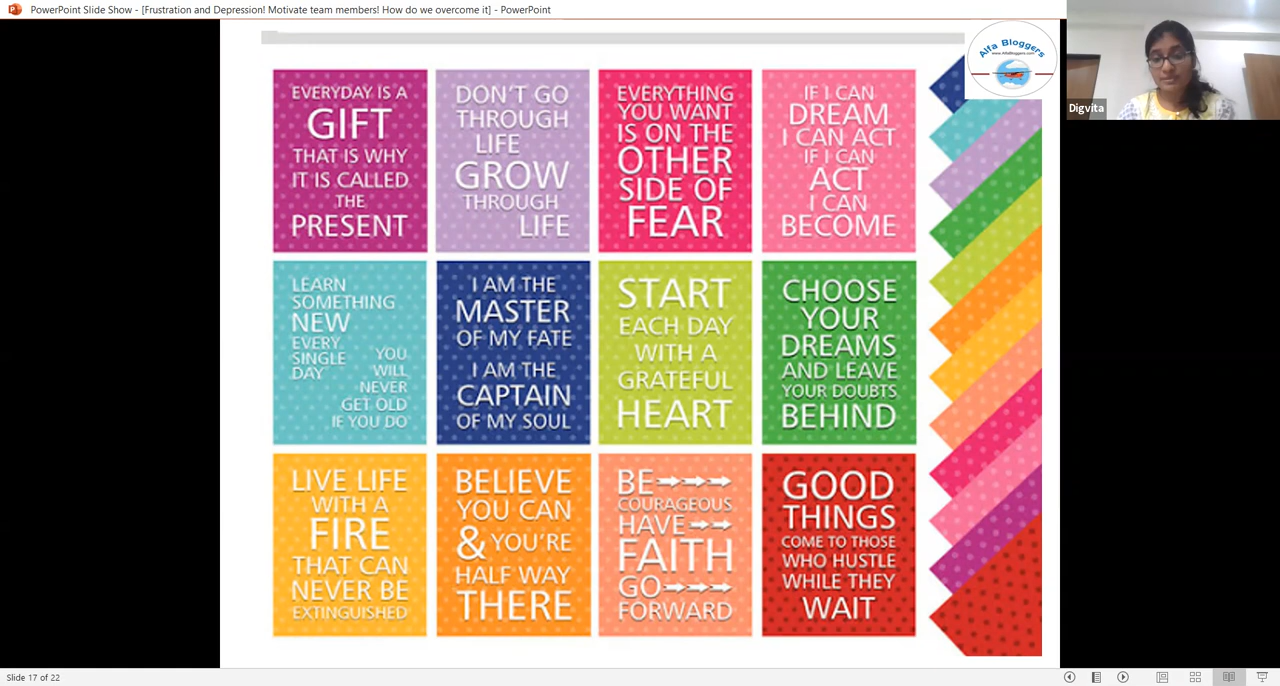 PowerPoint Slide Show - [Frustration and Depression! Motivate team members! How do we overcome it] - PowerPoint
Alfa Bloggers
www.AlfaBloggers.com
Digvita
EVERYDAY IS A
GIFT
THAT IS WHY
IT IS CALLED
THE
PRESENT
DON'T GO
THROUGH
LIFE
GROW
THROUGH
LIFE
EVERYTHING
YOU WANT
IS ON THE
OTHER
SIDE OF
FEAR
IF I CAN
DREAM
I CAN ACT
IF I CAN
ACT
I CAN
BECOME
LEARN
SOMETHING
NEW
EVERY
SINGLE
DAY
YOU
WILL
NEVER
GET OLD
IF YOU DO
I AM THE
MASTER
OF MY FATE
I AM THE
CAPTAIN
OF MY SOUL
START
EACH DAY
WITH A
GRATEFUL
HEART
CHOOSE
YOUR
DREAMS
AND LEAVE
YOUR DOUBTS
BEHIND
LIVE LIFE
WITH A
FIRE
THAT CAN
NEVER BE
EXTINGUISHED
BELIEVE
YOU CAN
& YOU'RE
HALF WAY
THERE
BE
COURAGEOUS
HAVE
FAITH
GO
FORWARD
GOOD
THINGS
COME TO THOSE
WHO HUSTLE
WHILE THEY
WAIT
Slide 17 of 22